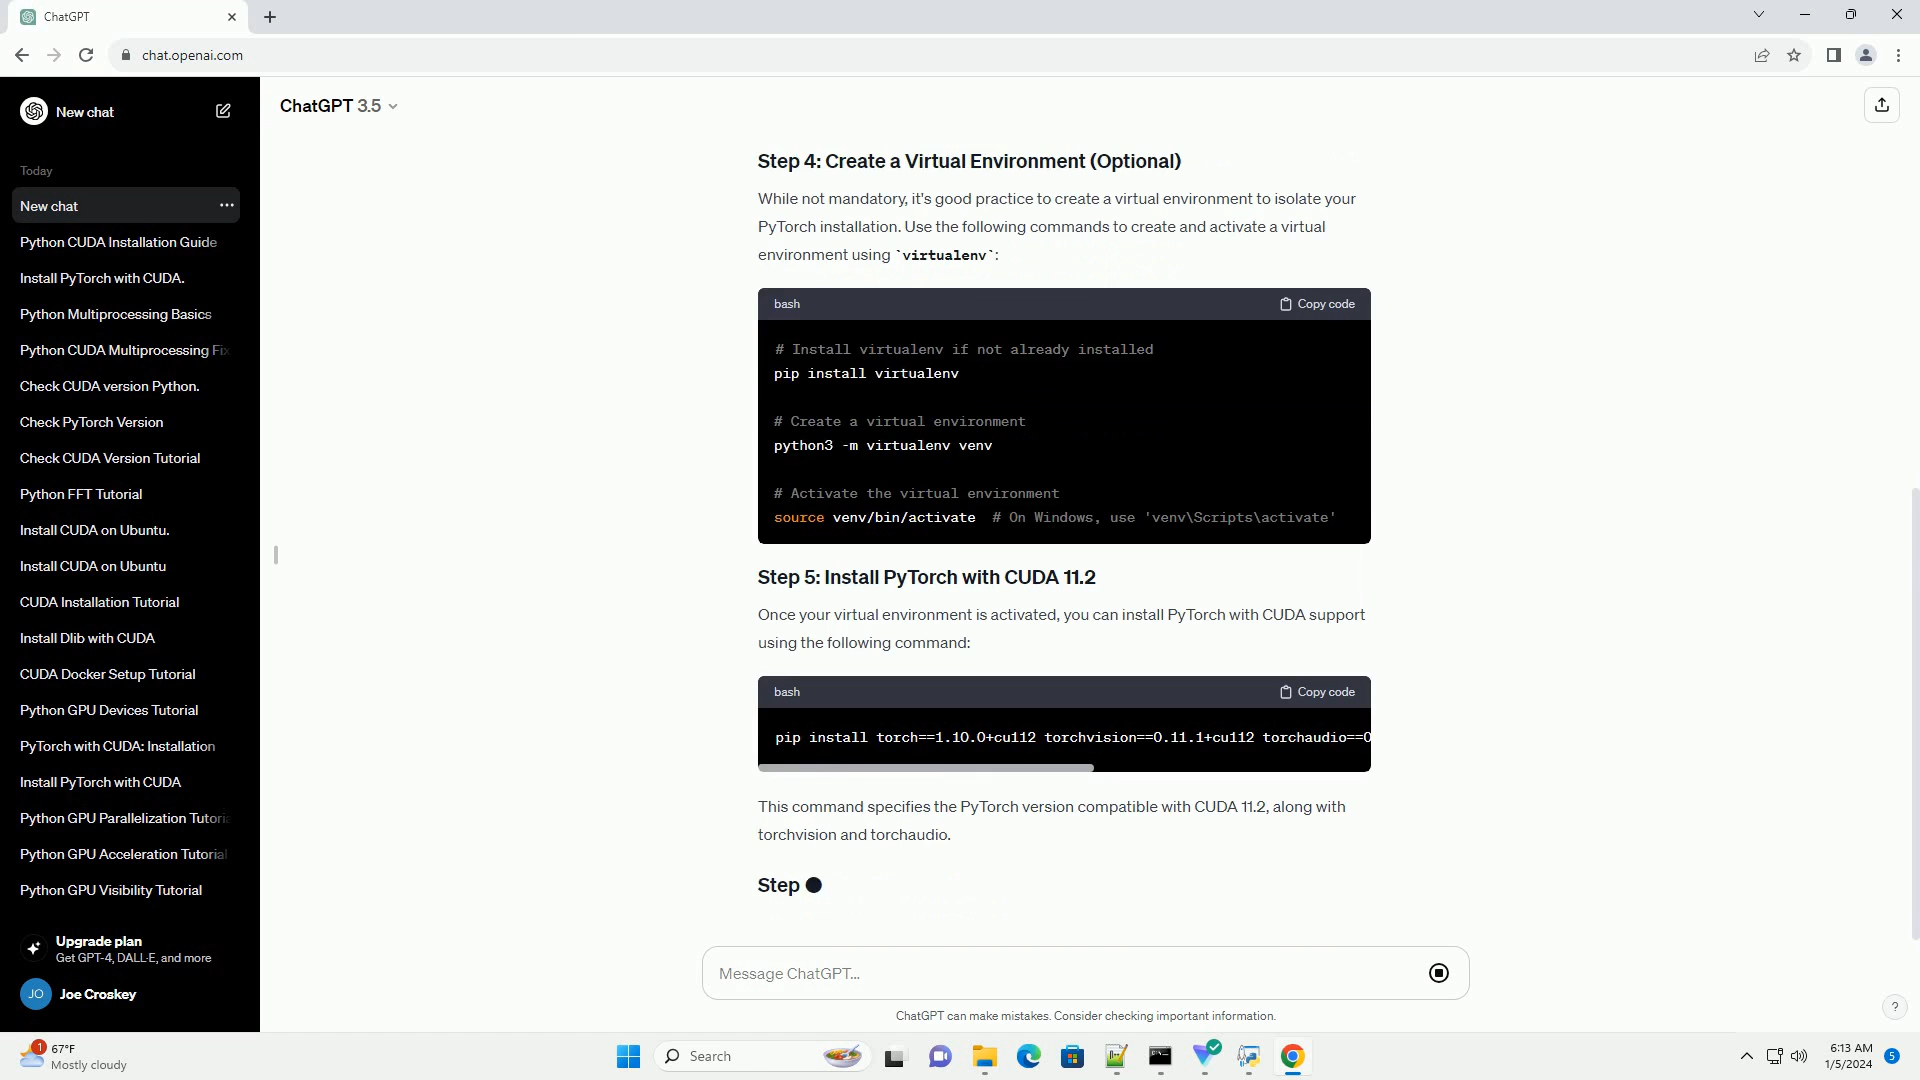 ChatGPT
chat.openai.com
New chat
ChatGPT 3.5
Today
New chat
Python CUDA Installation Guide
Install PyTorch with CUDA.
Python Multiprocessing Basics
Python CUDA Multiprocessing Fix
Check CUDA version Python.
Check PyTorch Version
Check CUDA Version Tutorial
Python FFT Tutorial
Install CUDA on Ubuntu.
Install CUDA on Ubuntu
CUDA Installation Tutorial
Install Dlib with CUDA
CUDA Docker Setup Tutorial
Python GPU Devices Tutorial
PyTorch with CUDA: Installation
Install PyTorch with CUDA
Python GPU Parallelization Tutoria
Python GPU Acceleration Tutorial
Python GPU Visibility Tutorial
Upgrade plan
Get GPT-4, DALL·E, and more
JO
Joe Croskey
Step 4: Create a Virtual Environment (Optional)
While not mandatory, it's good practice to create a virtual environment to isolate your
PyTorch installation. Use the following commands to create and activate a virtual
environment using `virtualenv`:
bash Copy code
# Install virtualenv if not already installed
pip install virtualenv
# Create a virtual environment
python3 -m virtualenv venv
# Activate the virtual environment
source venv/bin/activate  # On Windows, use 'venv\Scripts\activate'
Step 5: Install PyTorch with CUDA 11.2
Once your virtual environment is activated, you can install PyTorch with CUDA support
using the following command:
bash Copy code
pip install torch==1.10.0+cu112 torchvision==0.11.1+cu112 torchaudio==0
This command specifies the PyTorch version compatible with CUDA 11.2, along with
torchvision and torchaudio.
Step
Message ChatGPT...
ChatGPT can make mistakes. Consider checking important information.
?
1
67°F
Mostly cloudy
Search
6:13 AM
1/5/2024
5